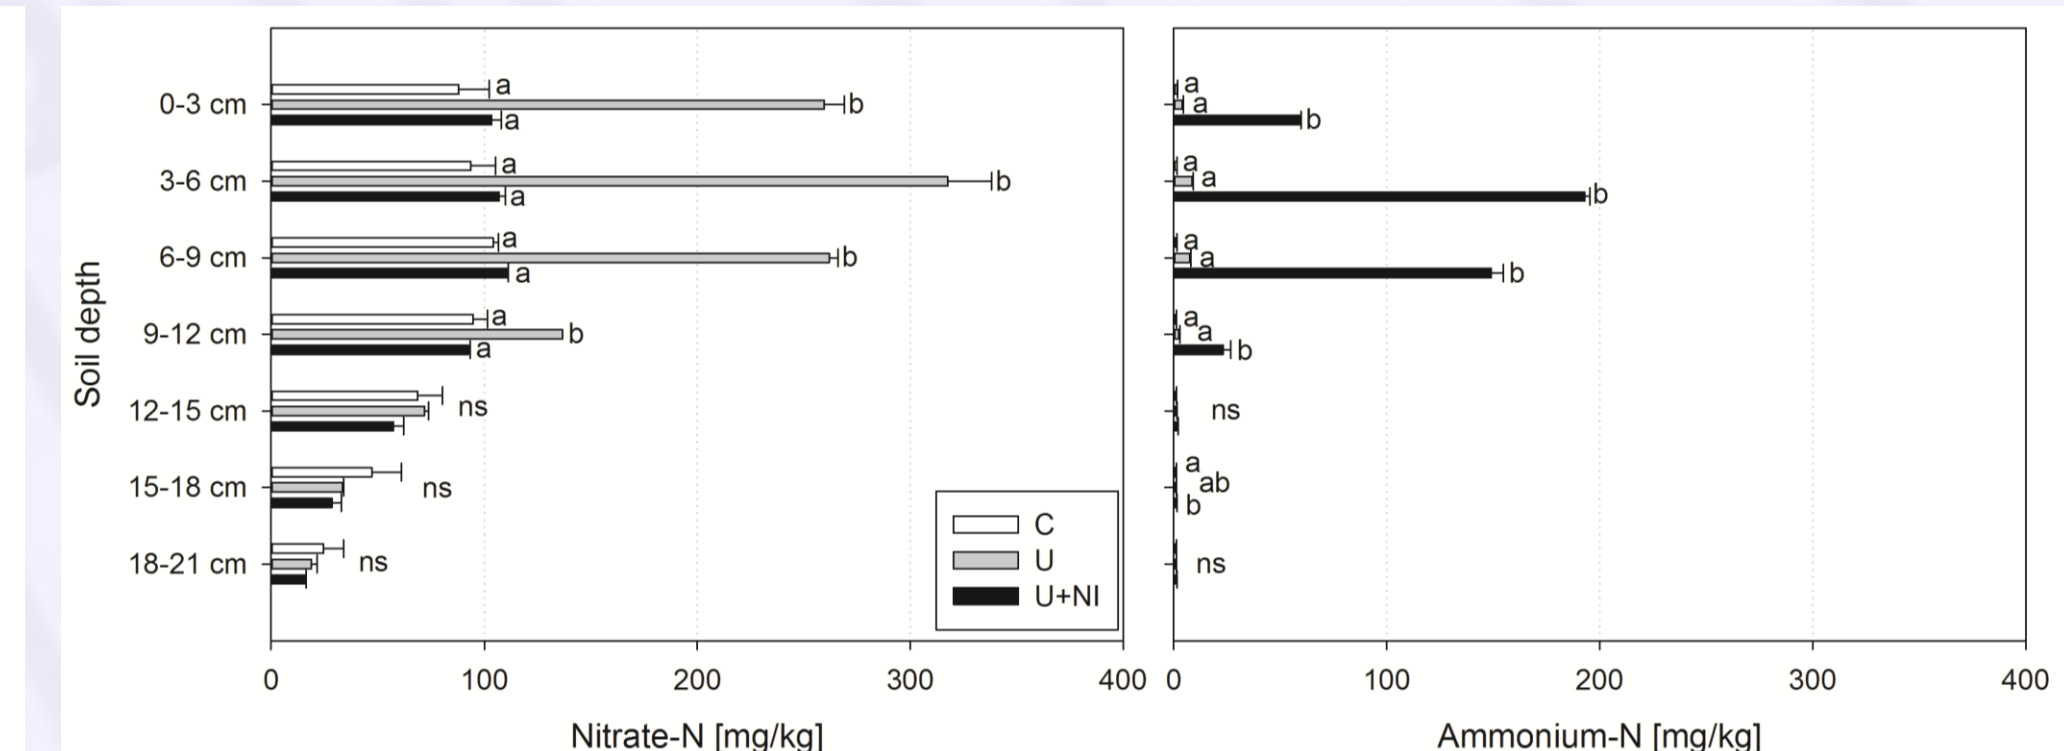 Soil depth
0-3 cm
3-6 cm
6-9 cm
9-12 cm
12-15 cm
15-18 cm
18-21 cm
a
b
a
a
b
a
a
b
a
a
b
a
ns
ns
ns
C
U
U+NI
0 100 200 300 400
Nitrate-N [mg/kg]
a
a
b
a
a
b
a
a
b
a
a
b
ns
a
ab
b
ns
0 100 200 300 400
Ammonium-N [mg/kg]